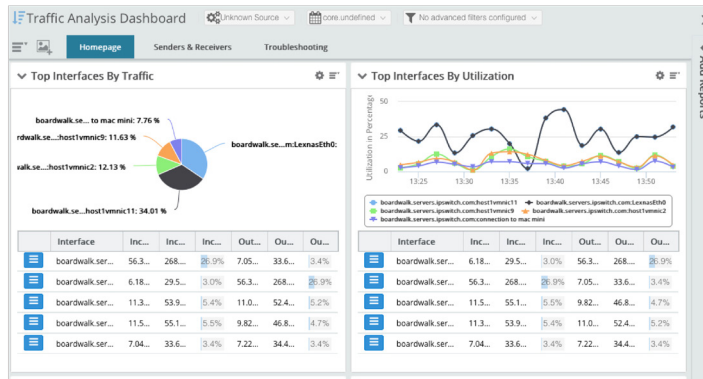 Traffic Analysis Dashboard
Unknown Source
core.undefined
No advanced filters configured
Homepage
Senders & Receivers
Troubleshooting
Add Reports
Top Interfaces By Traffic
boardwalk.se... to mac mini: 7.76 %
rdwalk.se...:host1vmnic9: 11.63 %
valk.se...:host1vmnic2: 12.13 %
boardwalk.se...m:LexnasEth0:
boardwalk.se...host1vmnic11: 34.01 %
Interface Inc... Inc... Inc... Out... Ou... Ou...
boardwalk.ser... 56.3... 268.... 26.9% 7.05... 33.6... 3.4%
boardwalk.ser... 6.18... 29.5... 3.0% 56.3... 268.... 26.9%
boardwalk.ser... 11.3... 53.9... 5.4% 11.0... 52.4... 5.2%
boardwalk.ser... 11.5... 55.1... 5.5% 9.82... 46.8... 4.7%
boardwalk.ser... 7.04... 33.6... 3.4% 7.22... 34.4... 3.4%
Top Interfaces By Utilization
Utilization in Percentage
50
25
0
13:25 13:30 13:35 13:40 13:45 13:50
boardwalk.servers.ipswitch.com:host1vmnic11 boardwalk.servers.ipswitch.com:LexnasEth0
boardwalk.servers.ipswitch.com:host1vmnic9 boardwalk.servers.ipswitch.com:host1vmnic2
boardwalk.servers.ipswitch.com:connection to mac mini
Interface Inc... Inc... Inc... Out... Ou... Ou...
boardwalk.ser... 6.18... 29.5... 3.0% 56.3... 268.... 26.9%
boardwalk.ser... 56.3... 268.... 26.9% 7.05... 33.6... 3.4%
boardwalk.ser... 11.5... 55.1... 5.5% 9.82... 46.8... 4.7%
boardwalk.ser... 11.3... 53.9... 5.4% 11.0... 52.4... 5.2%
boardwalk.ser... 7.04... 33.6... 3.4% 7.22... 34.4... 3.4%